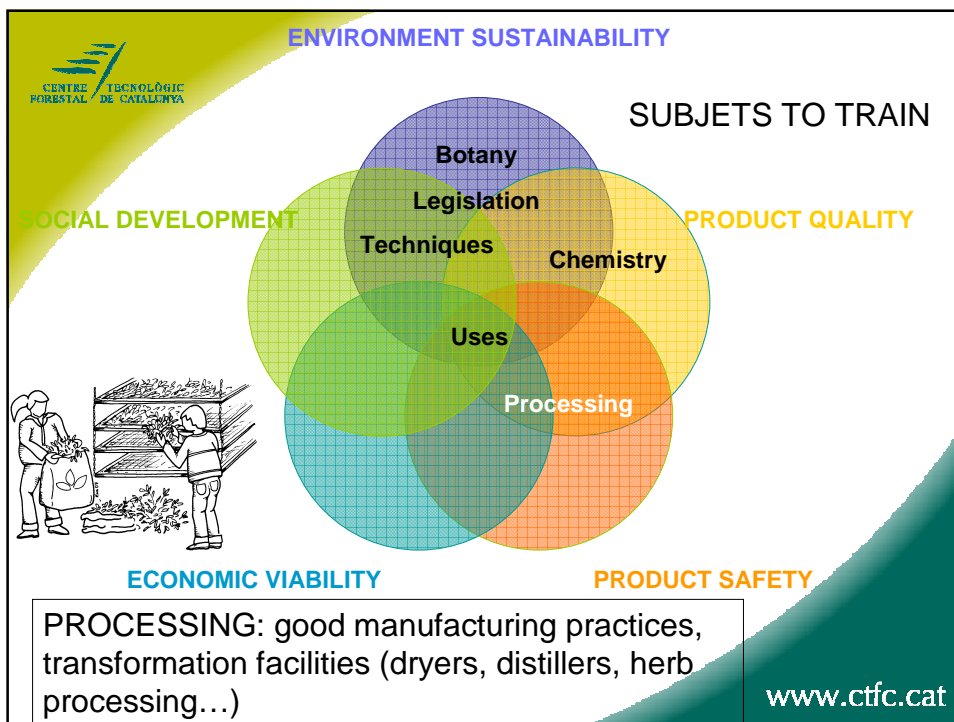 ENVIRONMENT SUSTAINABILITY
CENTRE TECNOLÒGIC
FORESTAL DE CATALUNYA
SUBJETS TO TRAIN
Botany
Legislation
SOCIAL DEVELOPMENT
PRODUCT QUALITY
Techniques
Chemistry
Uses
Processing
ECONOMIC VIABILITY
PRODUCT SAFETY
PROCESSING: good manufacturing practices,
transformation facilities (dryers, distillers, herb
processing…)
www.ctfc.cat